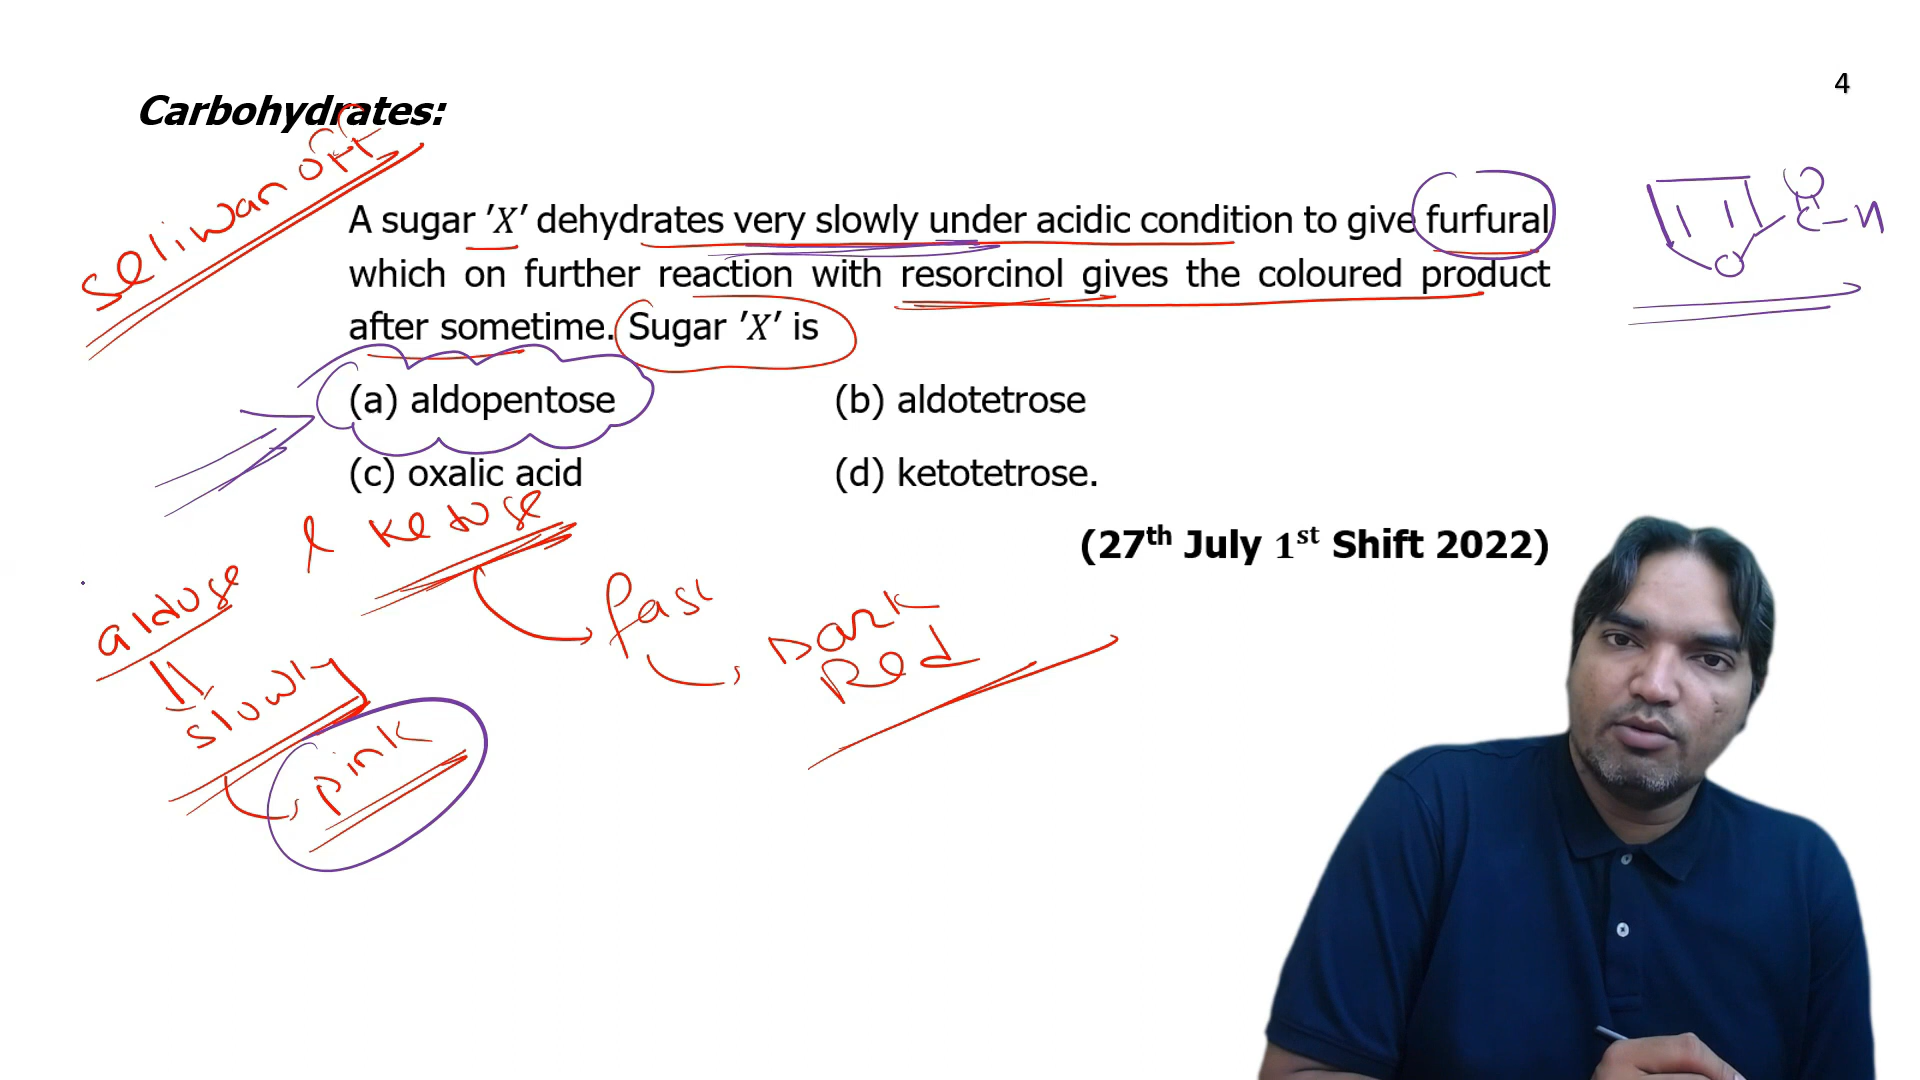 4
Carbohydrates:
seliwanoff
A sugar ′X′ dehydrates very slowly under acidic condition to give furfural
which on further reaction with resorcinol gives the coloured product
after sometime. Sugar ′X′ is
(a) aldopentose (b) aldotetrose
(c) oxalic acid (d) ketotetrose.
(27th July 1st Shift 2022)
aldose & ketose
slowly
pink
fast
Dark
Red
O
C-H
O